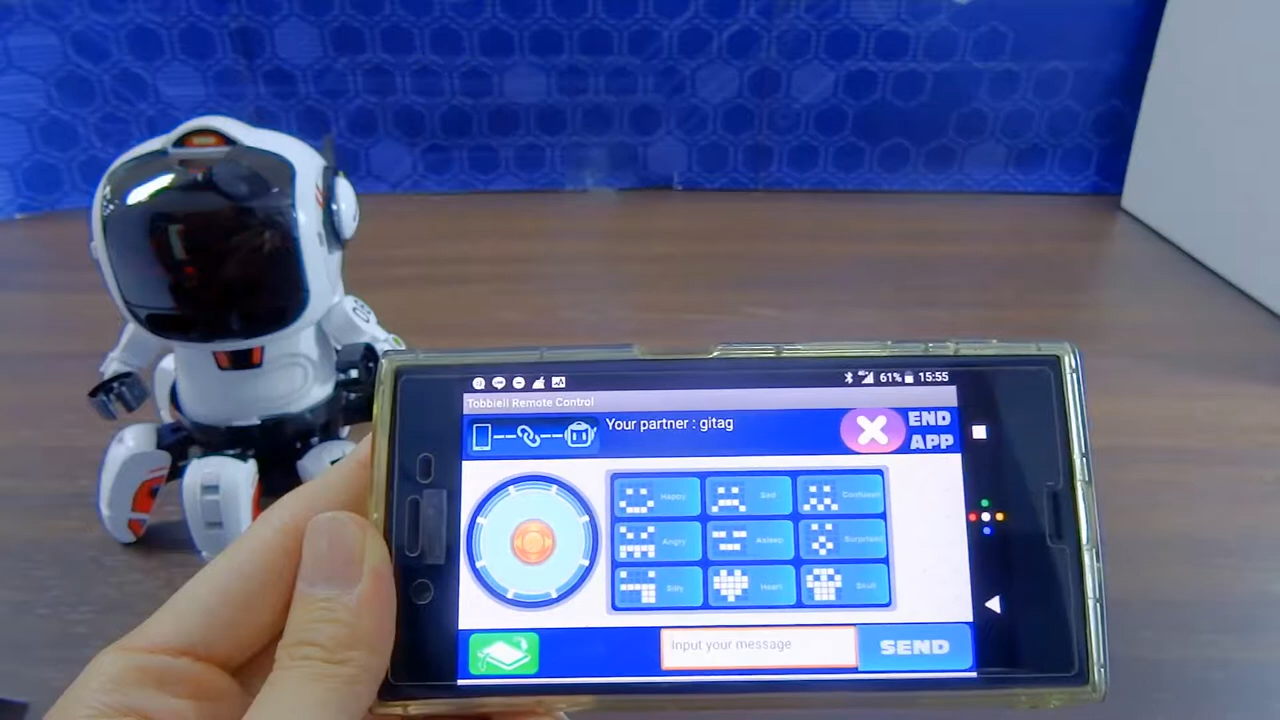 61% 15:55
TobbieII Remote Control
Your partner : gitag
END
APP
Happy
Sad
Confused
Angry
Asleep
Surprised
Silly
Heart
Skull
Input your message
SEND